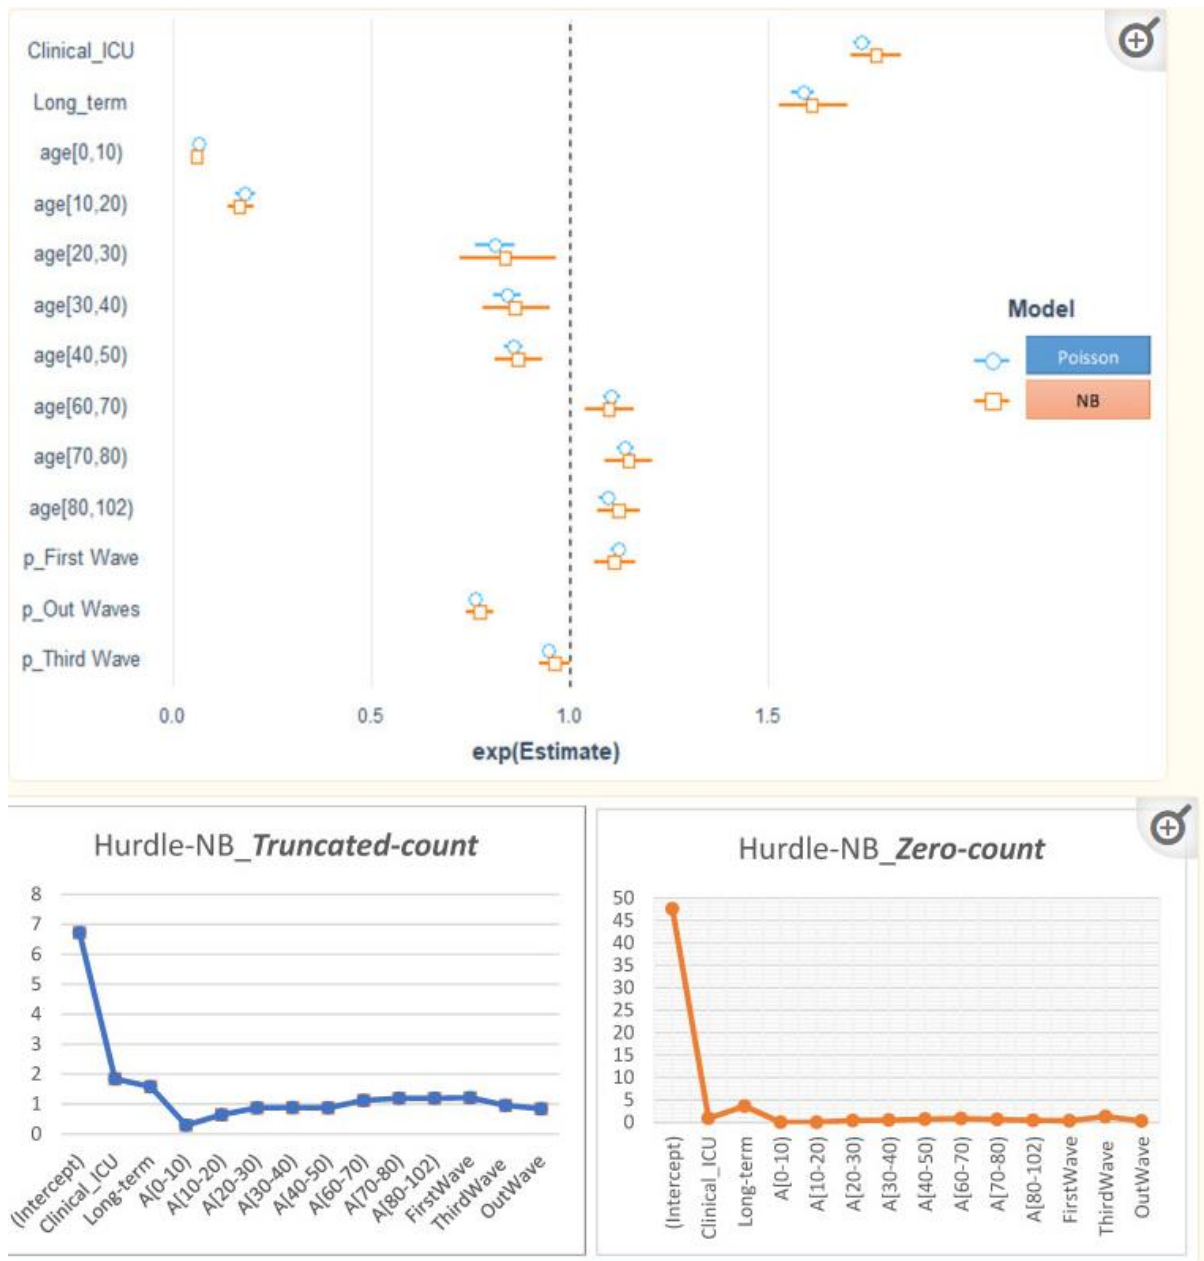 Clinical_ICU
Long_term
age[0,10)
age[10,20)
age[20,30)
age[30,40)
age[40,50)
age[60,70)
age[70,80)
age[80,102)
p_First Wave
p_Out Waves
p_Third Wave
0.0 0.5 1.0 1.5
exp(Estimate)
Model
Poisson
NB
Hurdle-NB_Truncated-count
8
7
6
5
4
3
2
1
0
(Intercept)
Clinical_ICU
Long-term
A[0-10)
A[10-20)
A[20-30)
A[30-40)
A[40-50)
A[60-70)
A[70-80)
A[80-102)
FirstWave
ThirdWave
OutWave
Hurdle-NB_Zero-count
50
45
40
35
30
25
20
15
10
5
0
(Intercept)
Clinical_ICU
Long-term
A[0-10)
A[10-20)
A[20-30)
A[30-40)
A[40-50)
A[60-70)
A[70-80)
A[80-102)
FirstWave
ThirdWave
OutWave